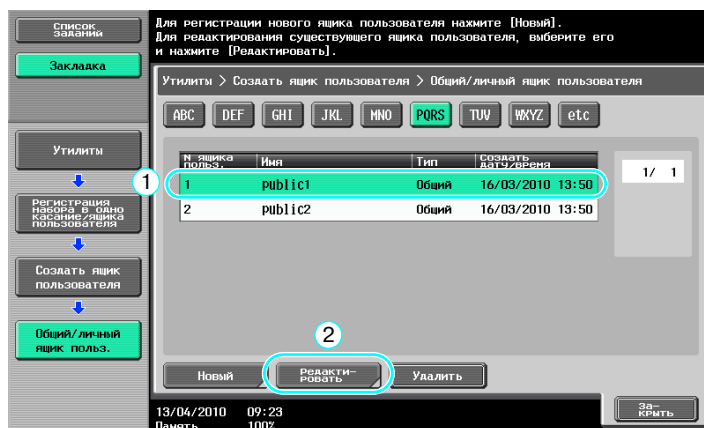 Список заданий
Закладка
Утилиты
Регистрация набора в одно касание/ящика пользователя
Создать ящик пользователя
Общий/личный ящик польз.
Для регистрации нового ящика пользователя нажмите [Новый].
Для редактирования существующего ящика пользователя, выберите его
и нажмите [Редактировать].
Утилиты > Создать ящик пользователя > Общий/личный ящик пользователя
ABC DEF GHI JKL MNO PQRS TUV WXYZ etc
N ящика польз. Имя Тип Создать дату/время
1
1 public1 Общий 16/03/2010 13:50
2 public2 Общий 16/03/2010 13:50
1/ 1
2
Новый Редакти-ровать Удалить
13/04/2010 09:23
Память 100%
За-крыть